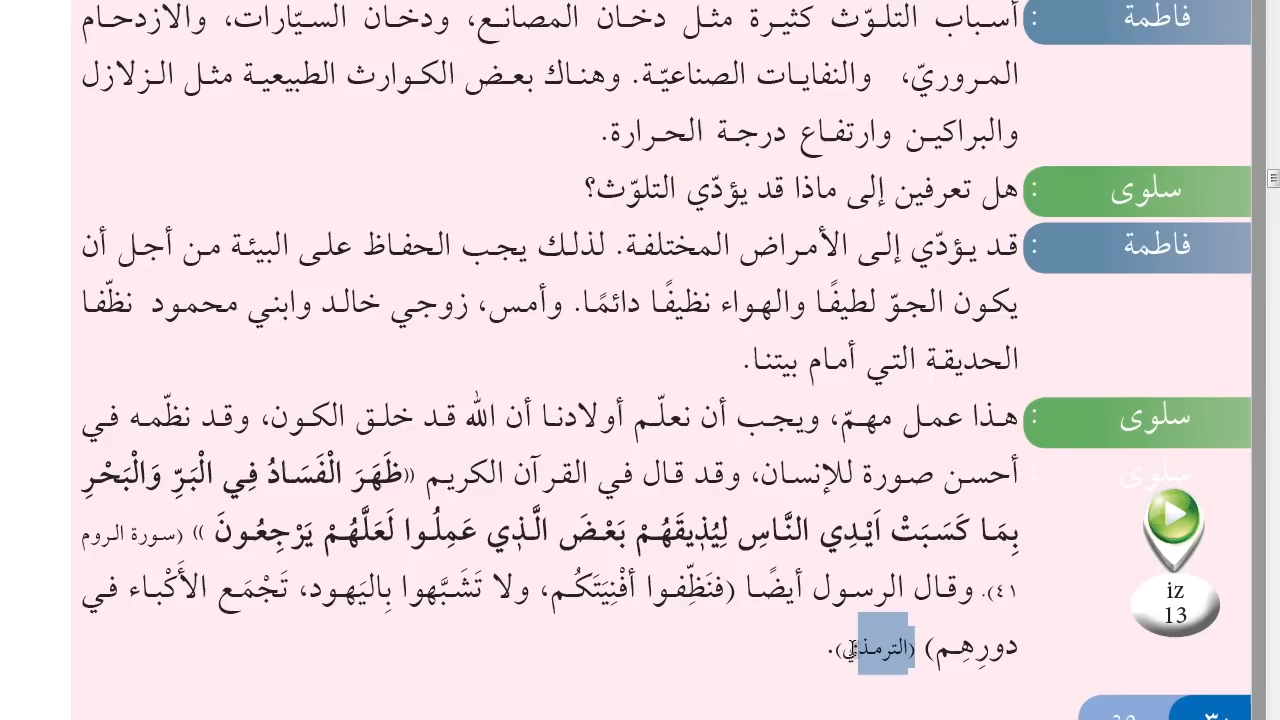 فاطمة : أسباب التلوّث كثيرة مثل دخان المصانع، ودخان السيّارات، والازدحام
المروريّ، والنفايات الصناعيّة. وهناك بعض الكوارث الطبيعية مثل الزلازل
والبراكين وارتفاع درجة الحرارة.
سلوى : هل تعرفين إلى ماذا قد يؤدّي التلوّث؟
فاطمة : قد يؤدّي إلى الأمراض المختلفة. لذلك يجب الحفاظ على البيئة من أجل أن
يكون الجوّ لطيفًا والهواء نظيفًا دائمًا. وأمس، زوجي خالد وابني محمود نظّفا
الحديقة التي أمام بيتنا.
سلوى : هذا عمل مهمّ، ويجب أن نعلّم أولادنا أن الله قد خلق الكون، وقد نظّمه في
سلوى : أحسن صورة للإنسان، وقد قال في القرآن الكريم «ظَهَرَ الْفَسَادُ فِي الْبَرِّ وَالْبَحْرِ
بِمَا كَسَبَتْ اَيْدِي النَّاسِ لِيُذِيقَهُمْ بَعْضَ الَّذِي عَمِلُوا لَعَلَّهُمْ يَرْجِعُونَ » (سورة الروم
٤١). وقال الرسول أيضًا (فنَظِّفوا أفْنِيَتَكُم، ولا تَشَبَّهوا بِاليَهود، تَجْمَع الأَكْباء في
دورِهِم) (الترمذي).
iz
13
٣٠